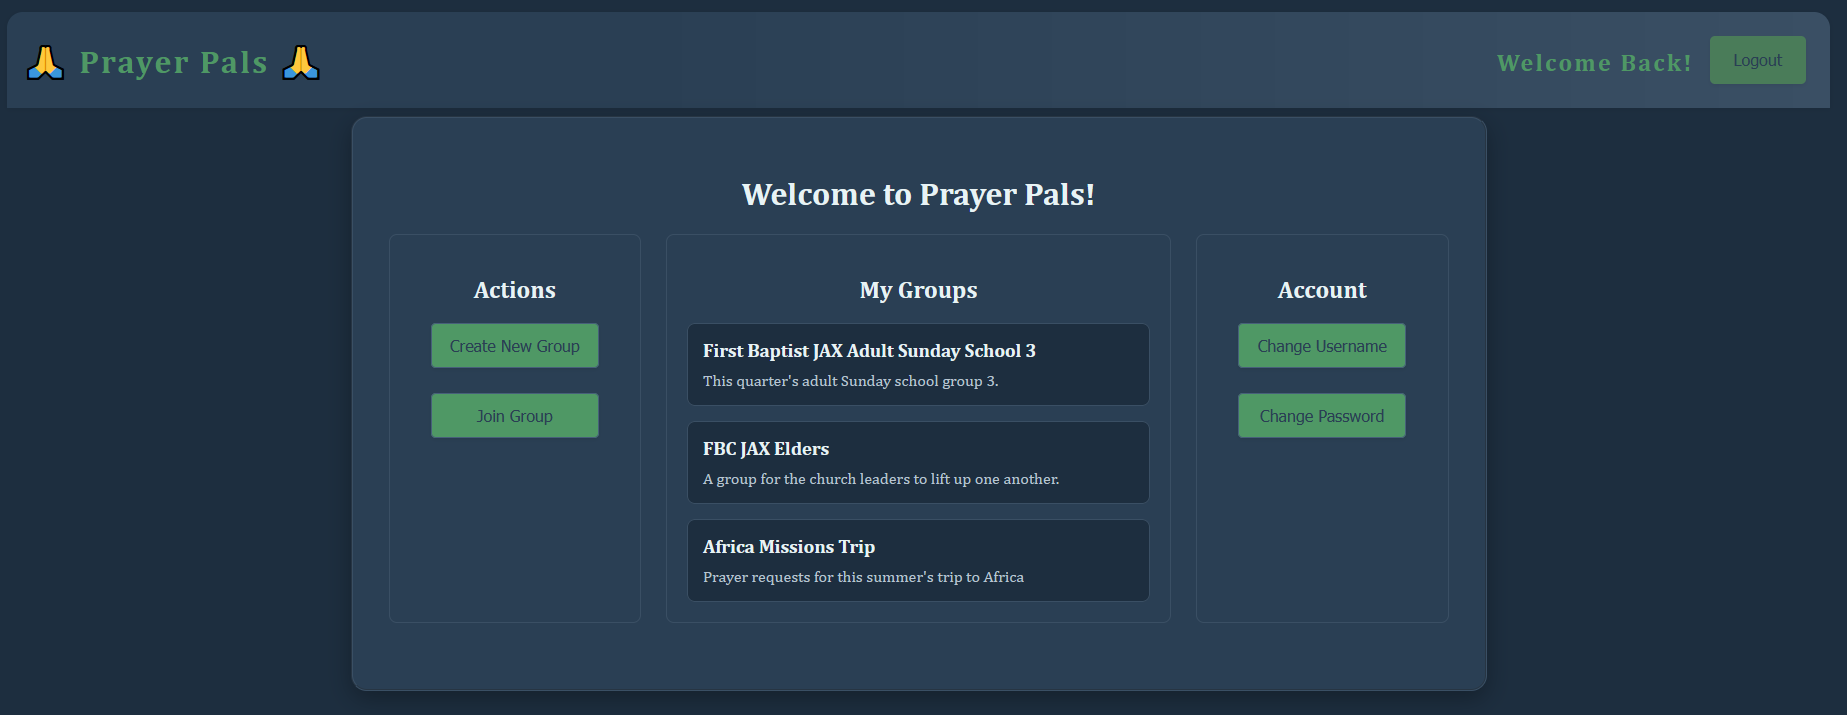 Prayer Pals
Welcome Back!
Logout
Welcome to Prayer Pals!
Actions
Create New Group
Join Group
My Groups
First Baptist JAX Adult Sunday School 3
This quarter's adult Sunday school group 3.
FBC JAX Elders
A group for the church leaders to lift up one another.
Africa Missions Trip
Prayer requests for this summer's trip to Africa
Account
Change Username
Change Password